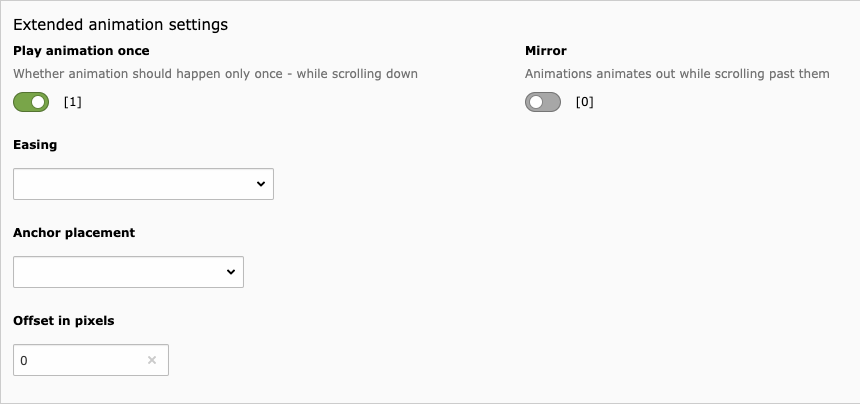 Extended animation settings
Play animation once
Whether animation should happen only once - while scrolling down
[1]
Mirror
Animations animates out while scrolling past them
[0]
Easing
Anchor placement
Offset in pixels
0